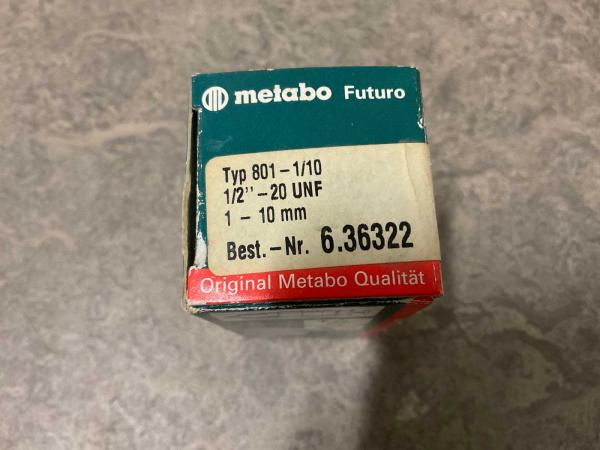 metabo Futuro
Typ 801 – 1/10
1/2'' – 20 UNF
1 – 10 mm
Best. – Nr. 6.36322
Original Metabo Qualität